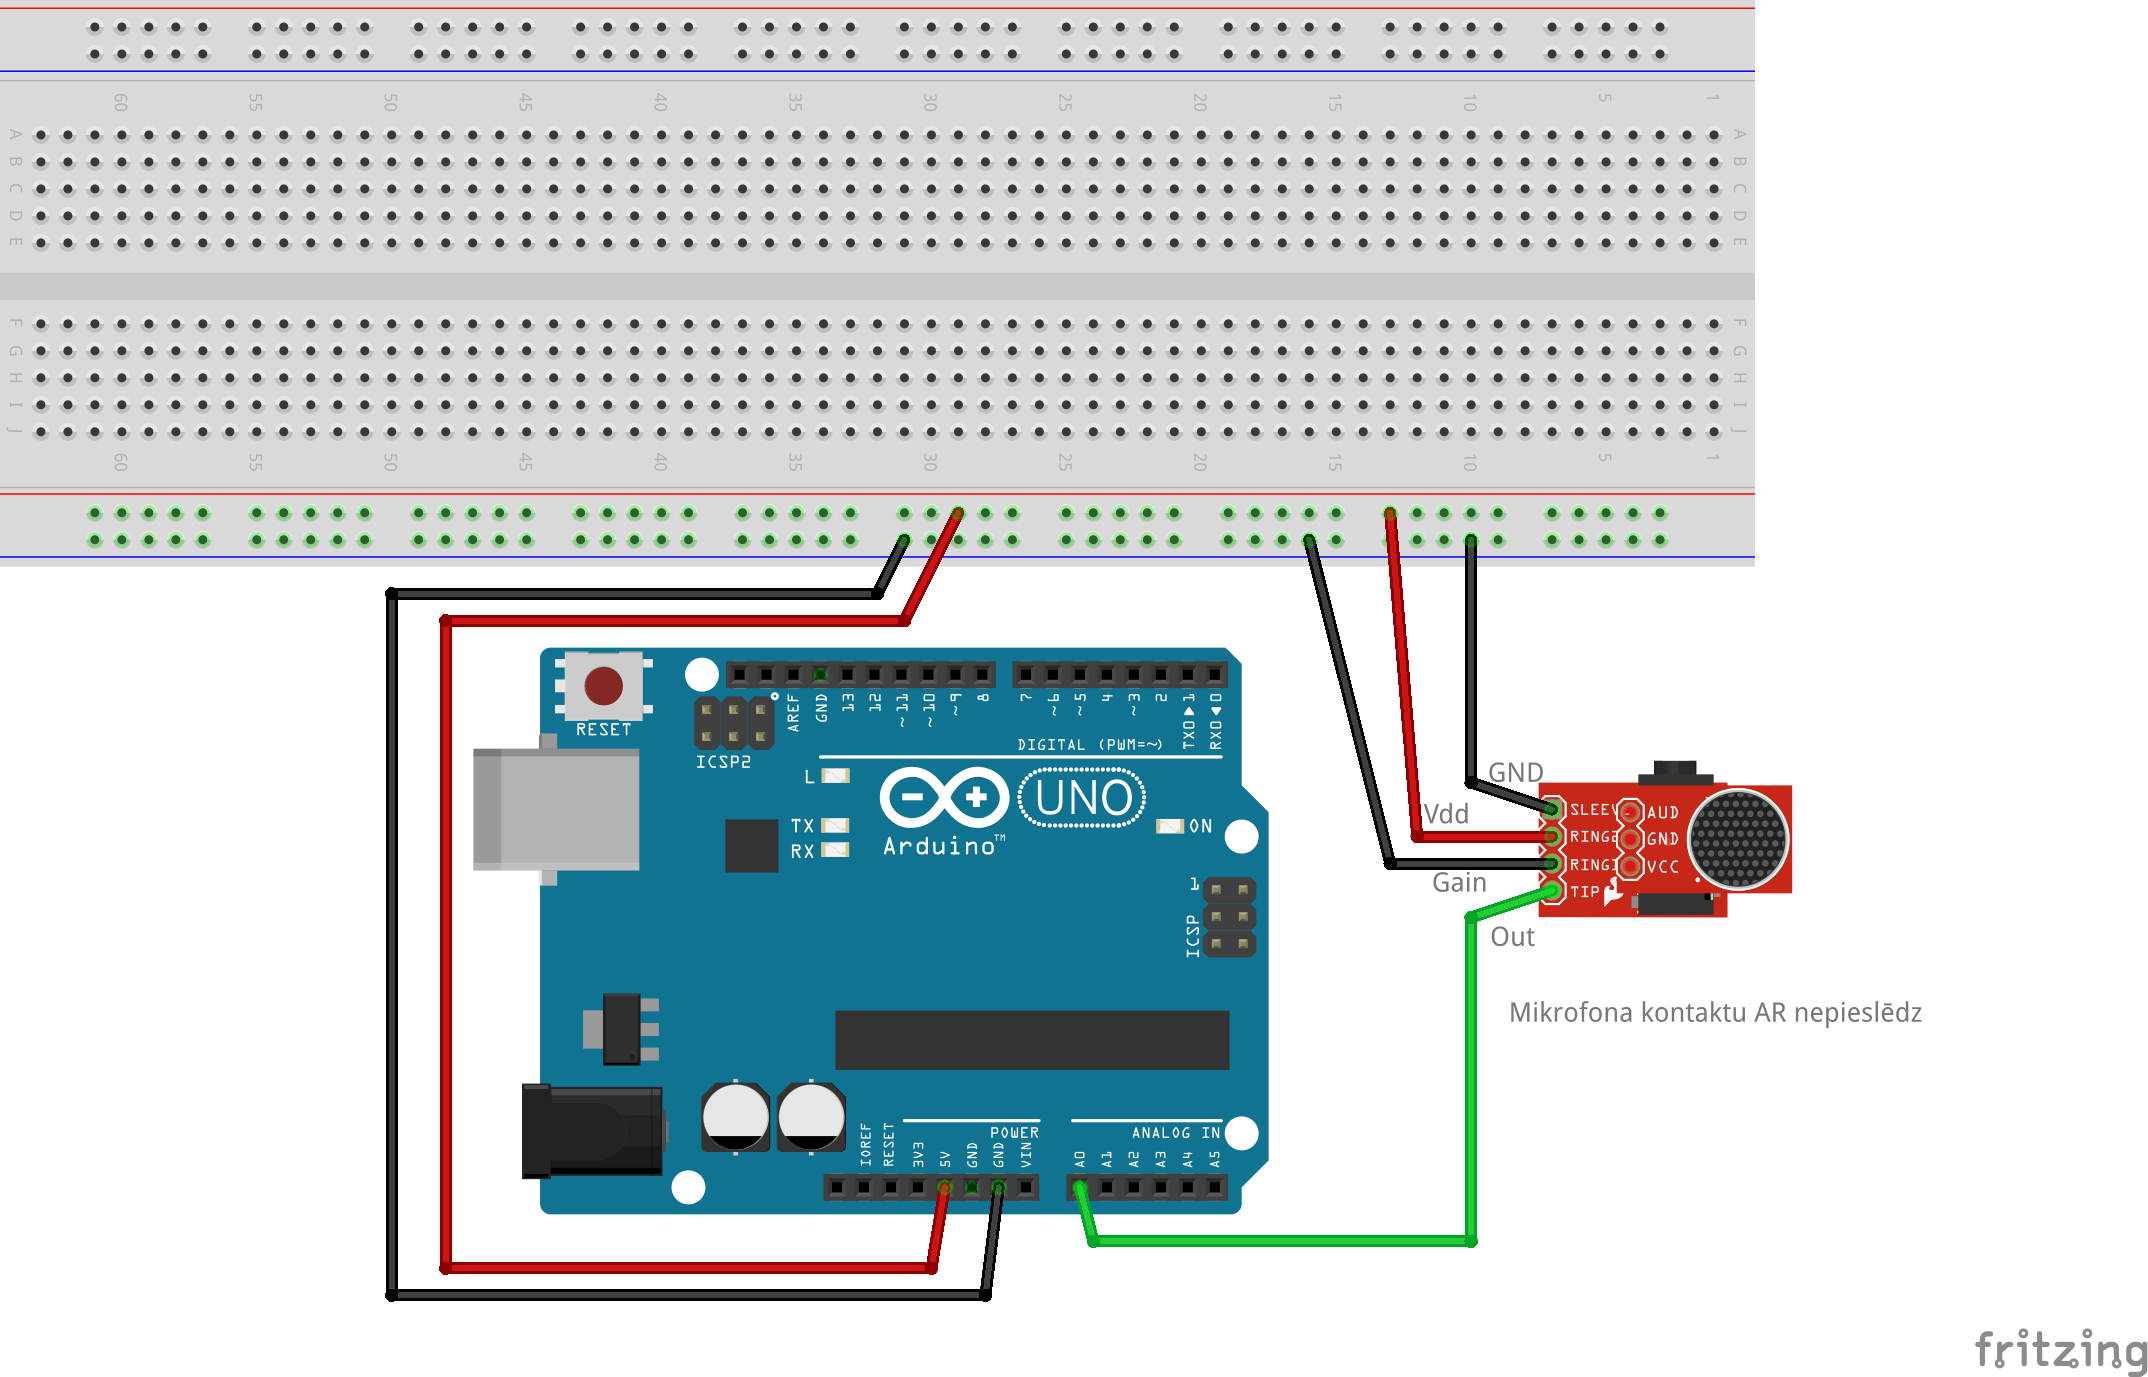 60 55 50 45 40 35 30 25 20 15 10 5 1
A A
B B
C C
D D
E E
F F
G G
H H
I I
J J
60 55 50 45 40 35 30 25 20 15 10 5 1
RESET
ICSP2
AREF GND 13 12 ~11 ~10 ~9 8 7 ~6 ~5 4 ~3 2 TX0▶1 RX0◀0
DIGITAL (PWM=~)
L
TX
RX
UNO
Arduino™
ON
1
ICSP
GND
Vdd
Gain
Out
SLEEV
RING2
RING1
TIP
AUD
GND
VCC
Mikrofona kontaktu AR nepieslēdz
POWER
ANALOG IN
IOREF RESET 3V3 5V GND GND VIN A0 A1 A2 A3 A4 A5
fritzing